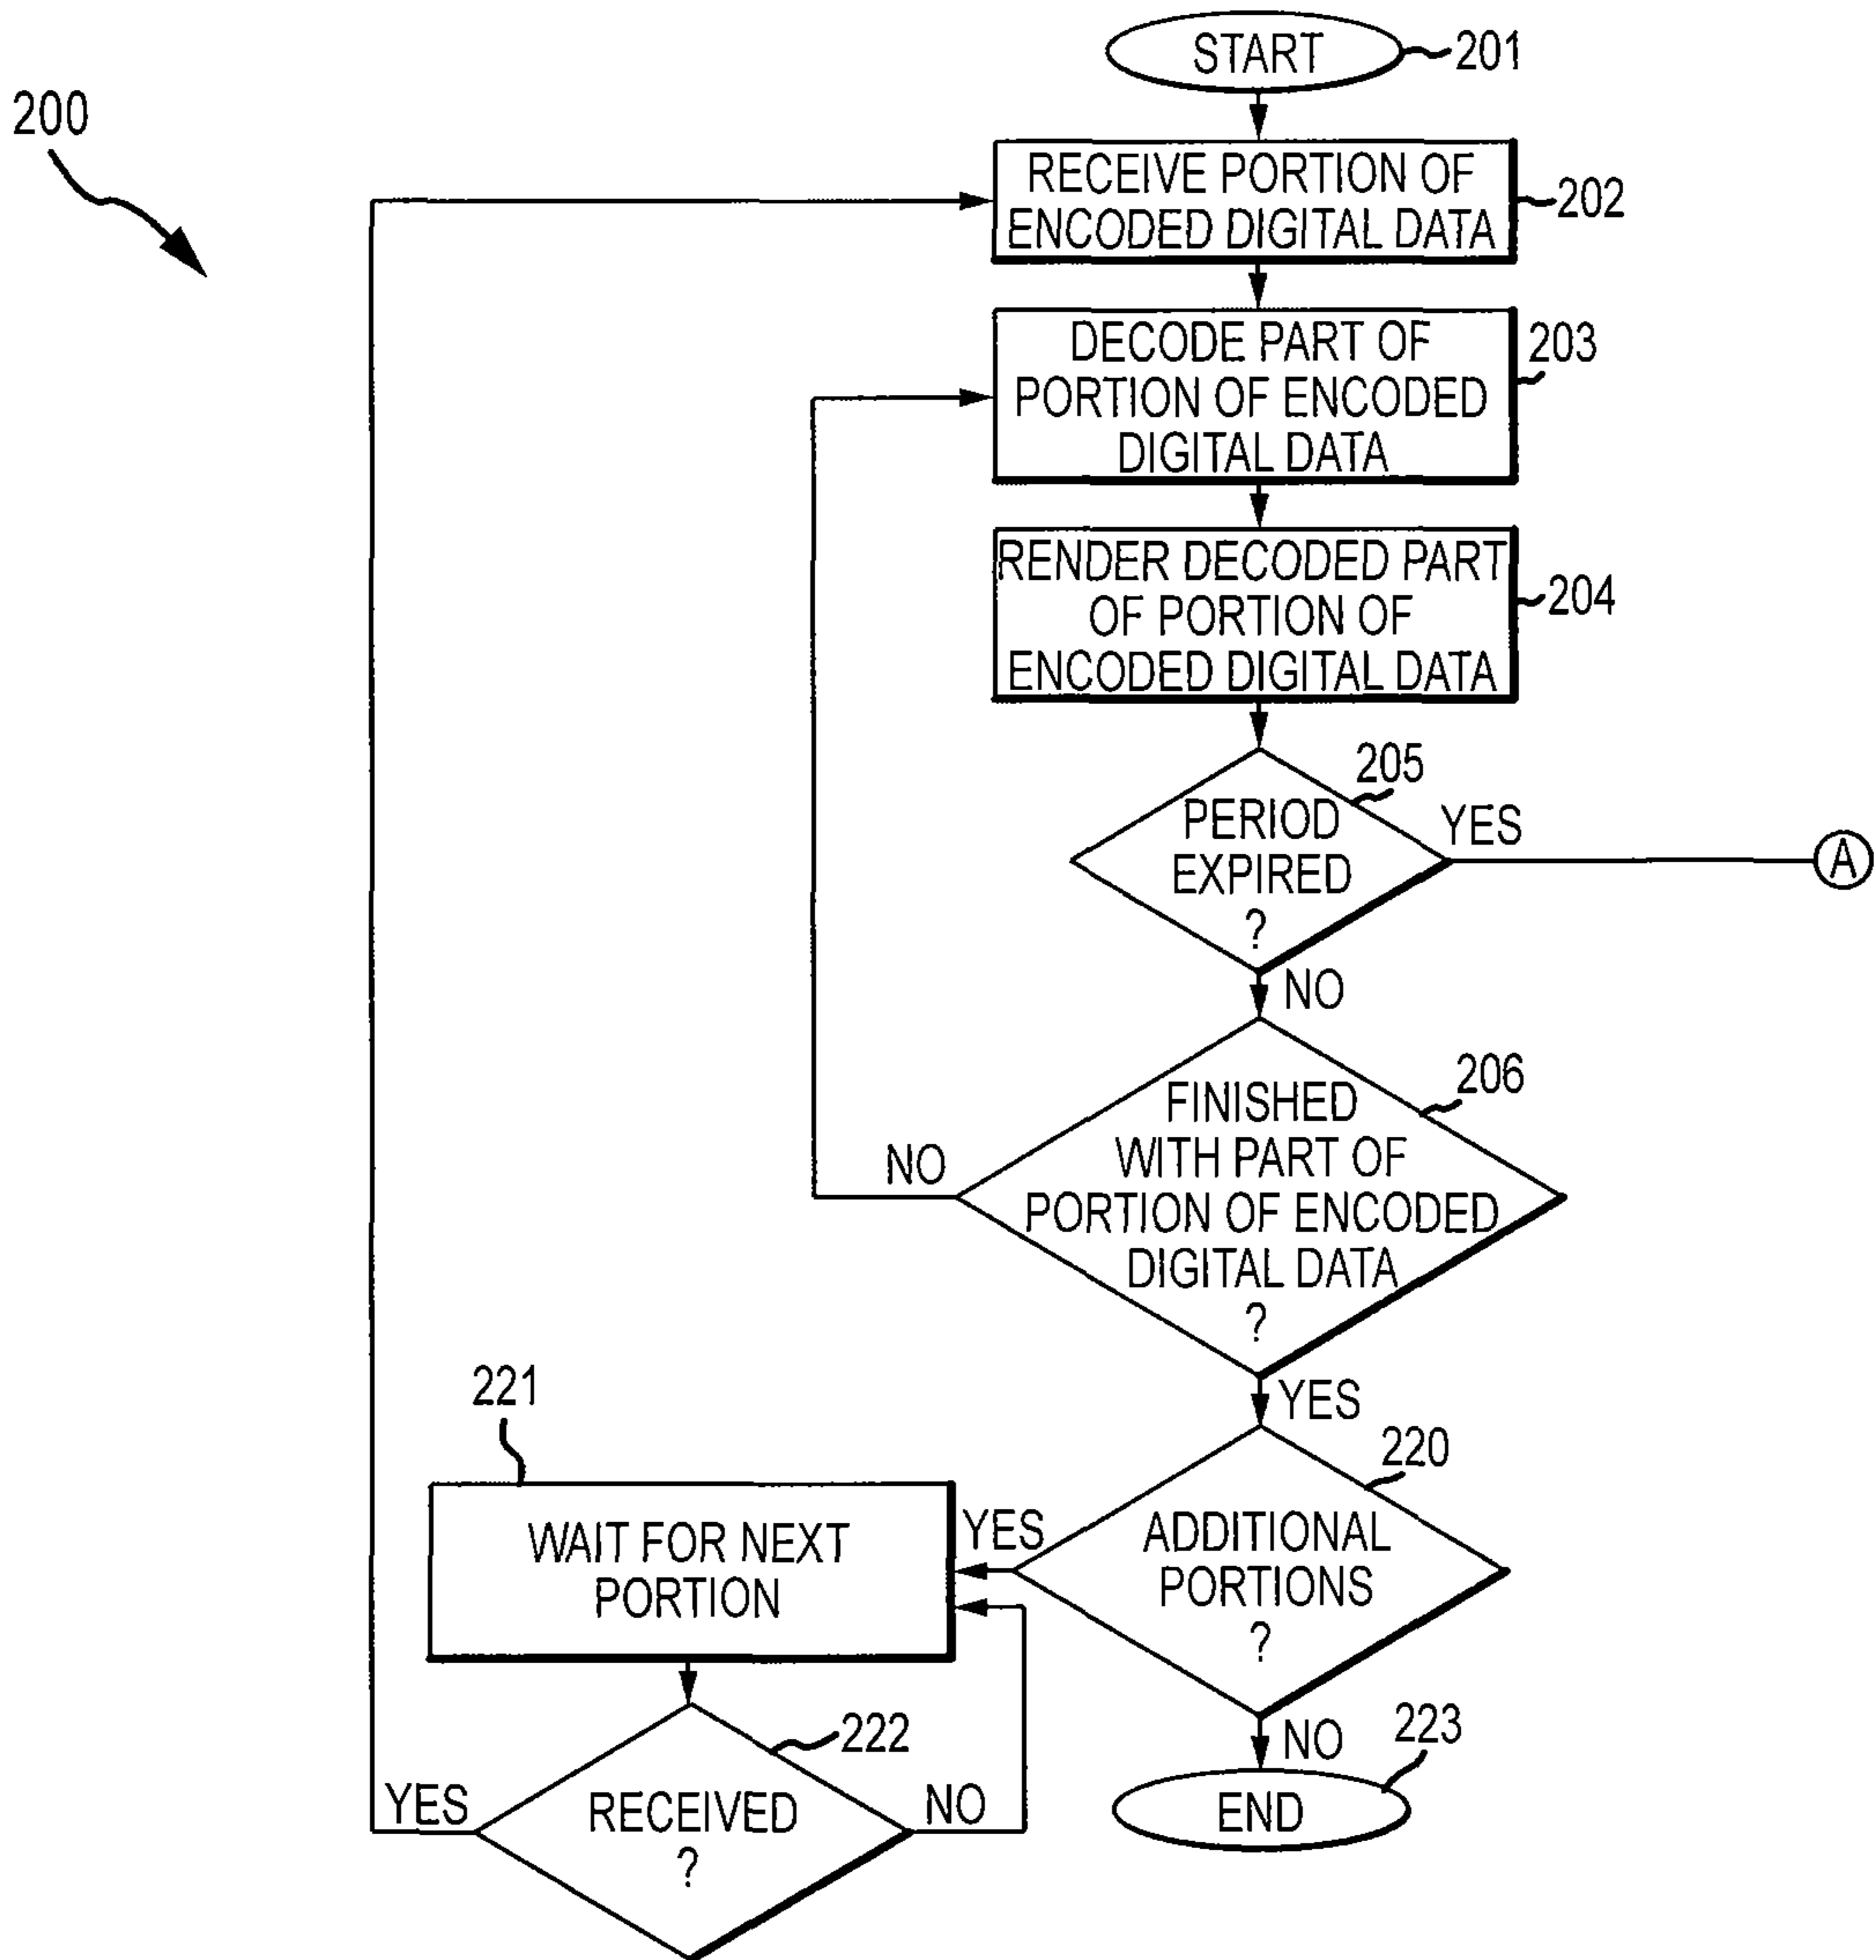 200
START
201
RECEIVE PORTION OF
ENCODED DIGITAL DATA
202
DECODE PART OF
PORTION OF ENCODED
DIGITAL DATA
203
RENDER DECODED PART
OF PORTION OF
ENCODED DIGITAL DATA
204
205
PERIOD
EXPIRED
?
YES
A
NO
206
FINISHED
WITH PART OF
PORTION OF ENCODED
DIGITAL DATA
?
NO
YES
220
ADDITIONAL
PORTIONS
?
YES
221
WAIT FOR NEXT
PORTION
222
RECEIVED
?
YES
NO
NO
223
END